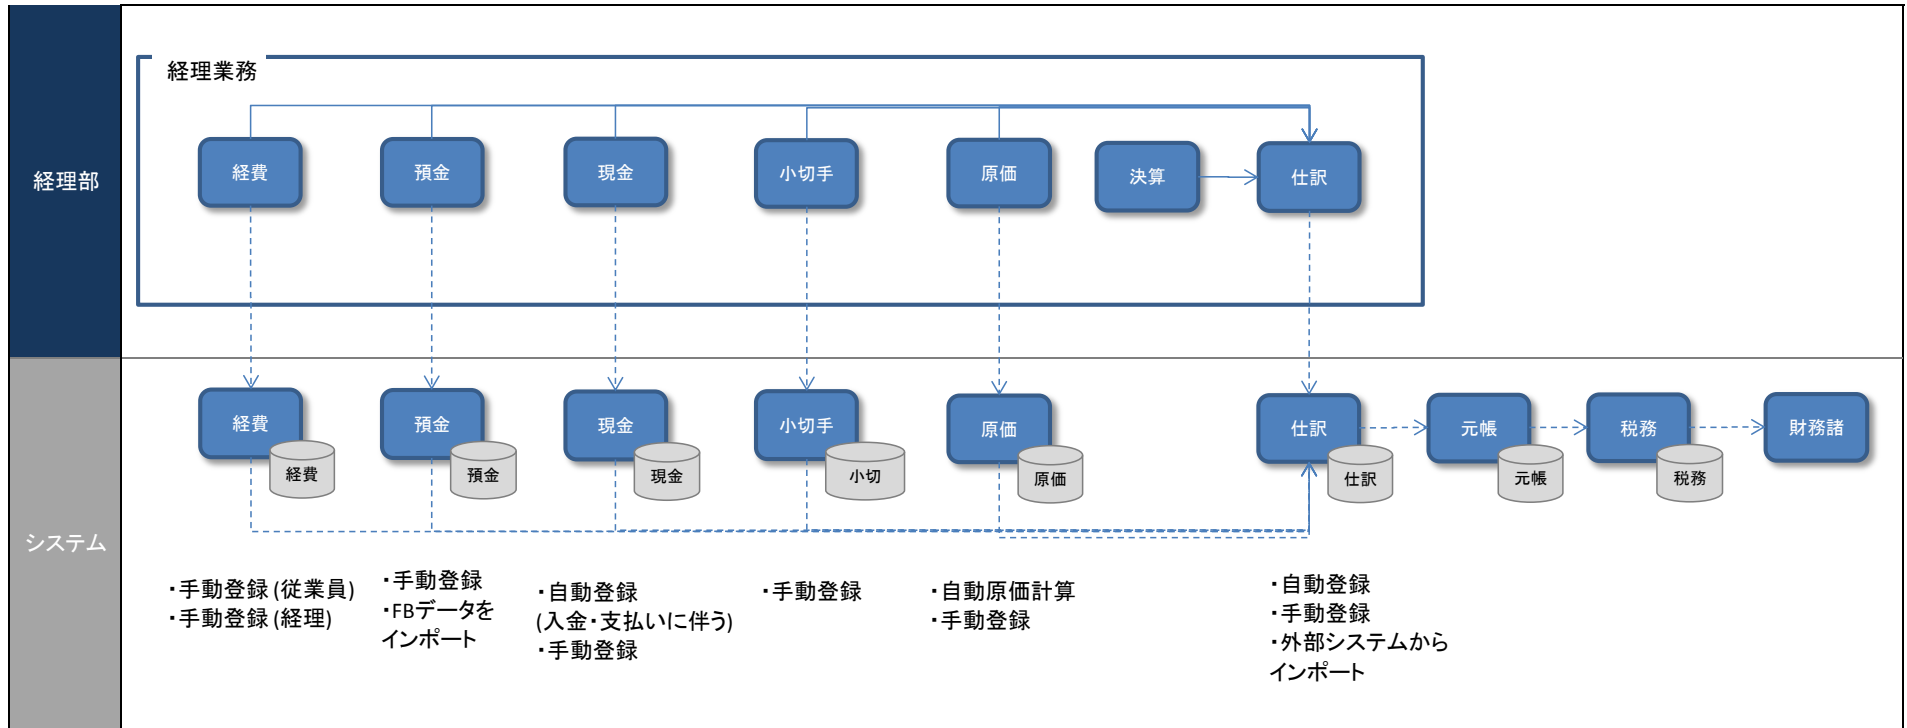 経理部
経理業務
経費
預金
現金
小切手
原価
決算
仕訳
システム
経費
預金
現金
小切手
原価
仕訳
元帳
税務
財務諸
経費
預金
現金
小切
原価
仕訳
元帳
税務
・手動登録 (従業員)
・手動登録 (経理)
・手動登録
・FBデータを
インポート
・自動登録
(入金・支払いに伴う)
・手動登録
・手動登録
・自動原価計算
・手動登録
・自動登録
・手動登録
・外部システムから
インポート